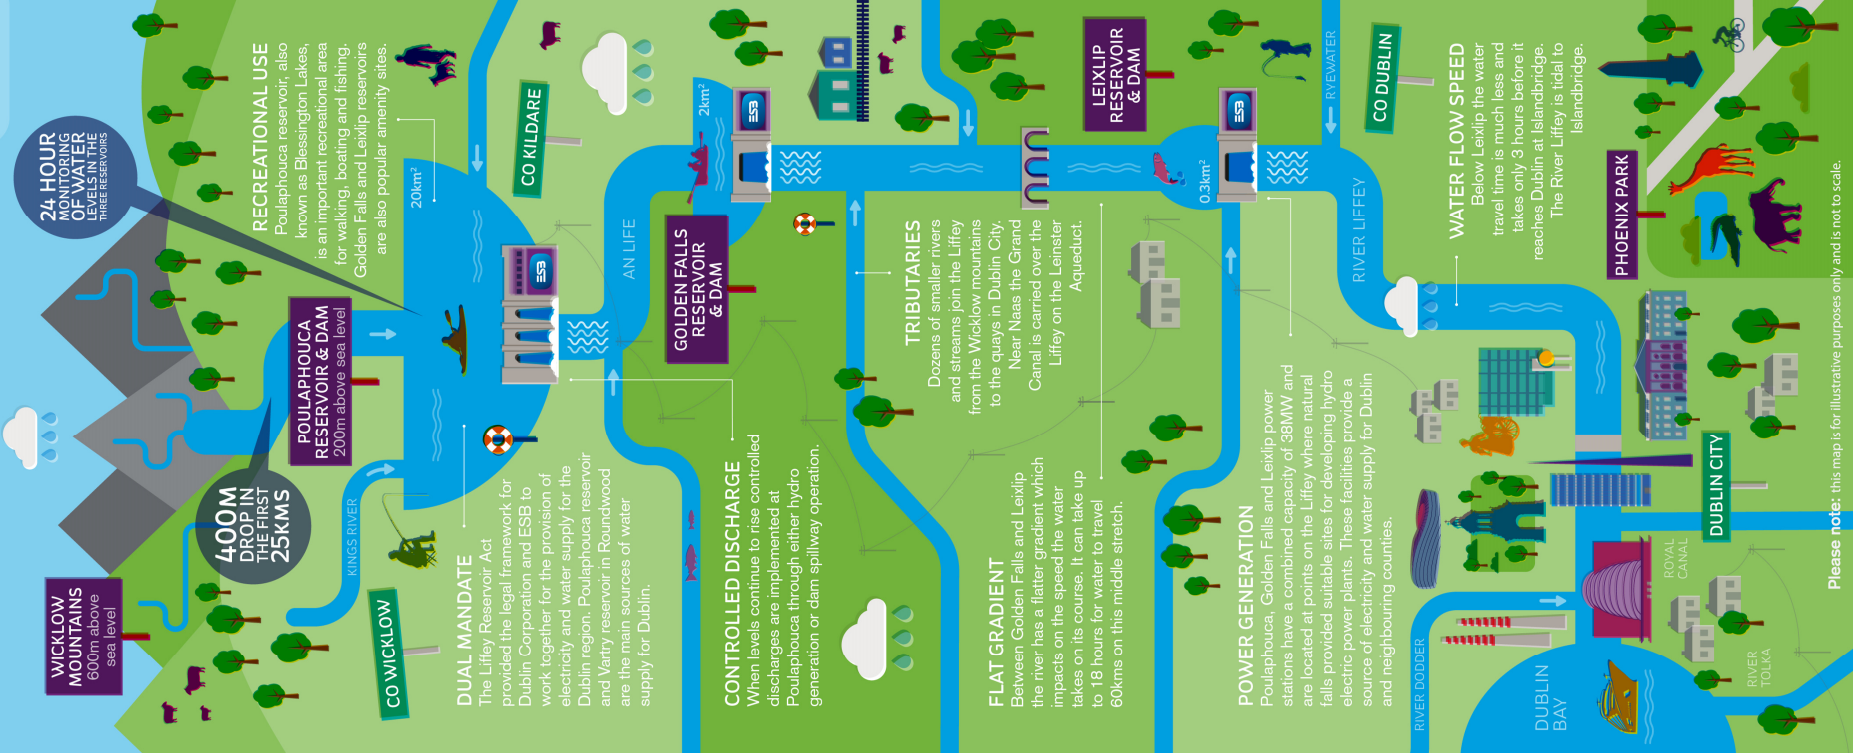 24 HOUR
MONITORING
OF WATER
LEVELS IN THE
THREE RESERVOIRS
WICKLOW
MOUNTAINS
600m above
sea level
400M
DROP IN
THE FIRST
25KMS
KINGS RIVER
POULAPHOUCA
RESERVOIR & DAM
200m above sea level
RECREATIONAL USE
Poulaphouca reservoir, also
known as Blessington Lakes,
is an important recreational area
for walking, boating and fishing.
Golden Falls and Leixlip reservoirs
are also popular amenity sites.
20km²
CO WICKLOW
CO KILDARE
ESB
DUAL MANDATE
The Liffey Reservoir Act
provided the legal framework for
Dublin Corporation and ESB to
work together for the provision of
electricity and water supply for the
Dublin region. Poulaphouca reservoir
and Vartry reservoir in Roundwood
are the main sources of water
supply for Dublin.
AN LIFE
GOLDEN FALLS
RESERVOIR
& DAM
2km²
ESB
CONTROLLED DISCHARGE
When levels continue to rise controlled
discharges are implemented at
Poulaphouca through either hydro
generation or dam spillway operation.
TRIBUTARIES
Dozens of smaller rivers
and streams join the Liffey
from the Wicklow mountains
to the quays in Dublin City.
Near Naas the Grand
Canal is carried over the
Liffey on the Leinster
Aqueduct.
FLAT GRADIENT
Between Golden Falls and Leixlip
the river has a flatter gradient which
impacts on the speed the water
takes on its course. It can take up
to 18 hours for water to travel
60kms on this middle stretch.
LEIXLIP
RESERVOIR
& DAM
0.3km²
ESB
POWER GENERATION
Poulaphouca, Golden Falls and Leixlip power
stations have a combined capacity of 38MW and
are located at points on the Liffey where natural
falls provided suitable sites for developing hydro
electric power plants. These facilities provide a
source of electricity and water supply for Dublin
and neighbouring counties.
RYEWATER
RIVER LIFFEY
CO DUBLIN
WATER FLOW SPEED
Below Leixlip the water
travel time is much less and
takes only 3 hours before it
reaches Dublin at Islandbridge.
The River Liffey is tidal to
Islandbridge.
PHOENIX PARK
RIVER DODDER
DUBLIN
BAY
ROYAL
CANAL
DUBLIN CITY
RIVER
TOLKA
Please note: this map is for illustrative purposes only and is not to scale.